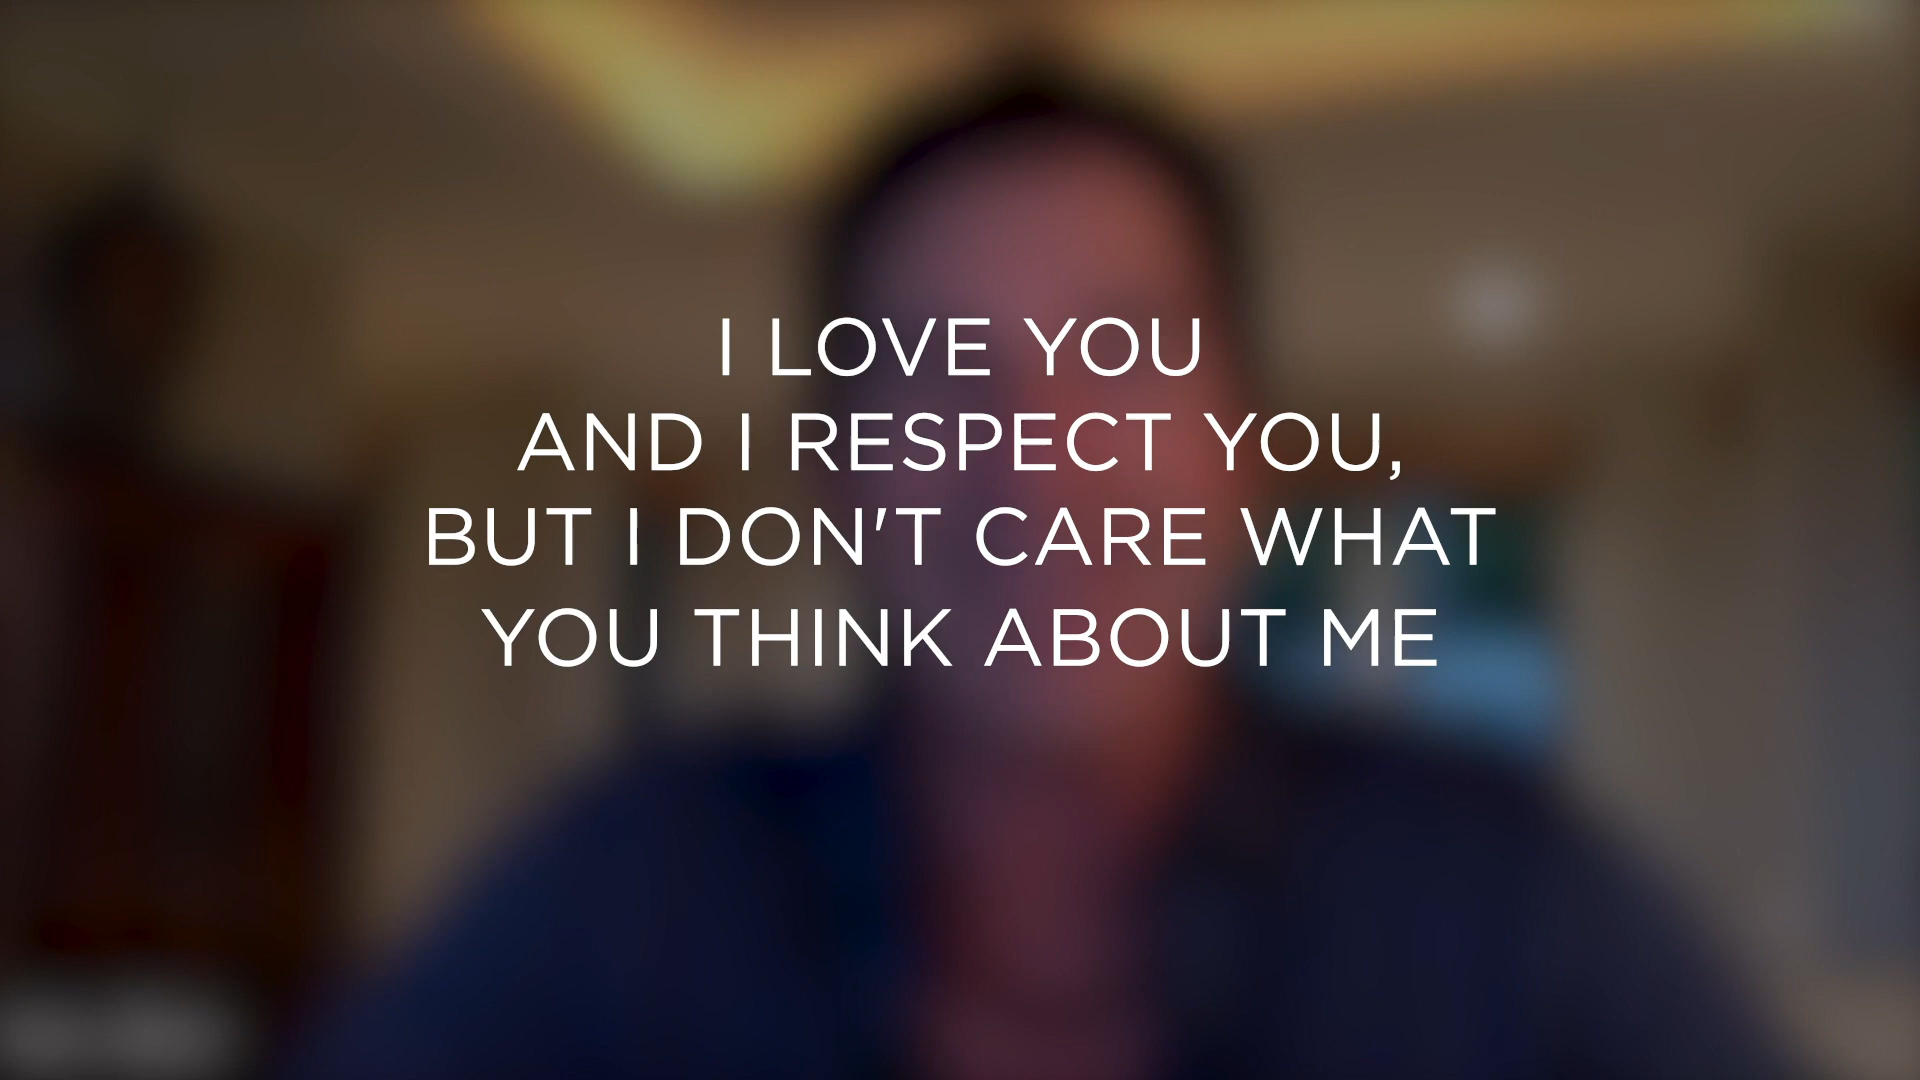 I LOVE YOU
AND I RESPECT YOU,
BUT I DON'T CARE WHAT
YOU THINK ABOUT ME